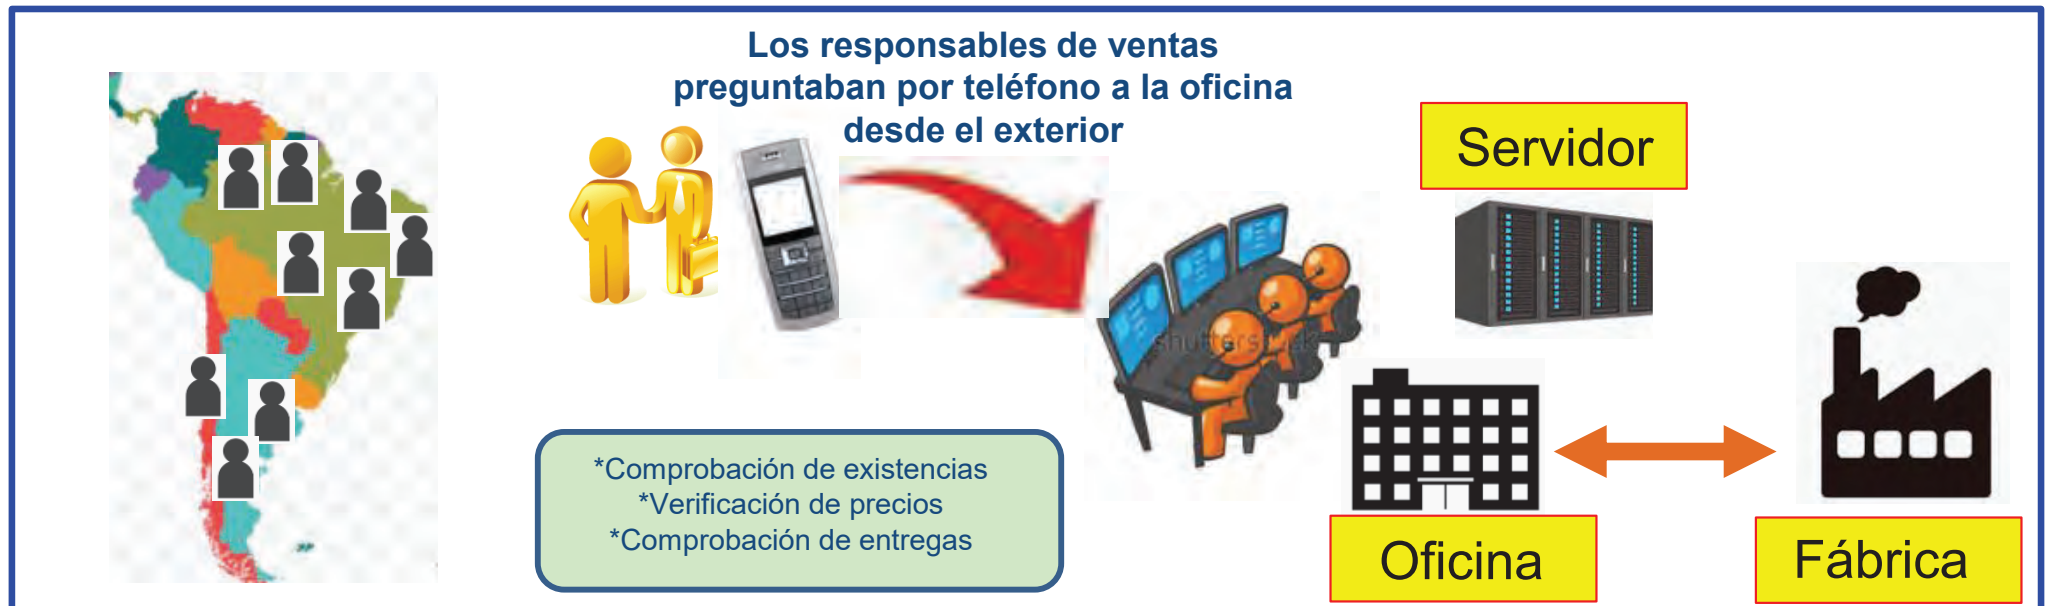 Los responsables de ventas
preguntaban por teléfono a la oficina
desde el exterior
Servidor
shutterstock
*Comprobación de existencias
*Verificación de precios
*Comprobación de entregas
Oficina
Fábrica